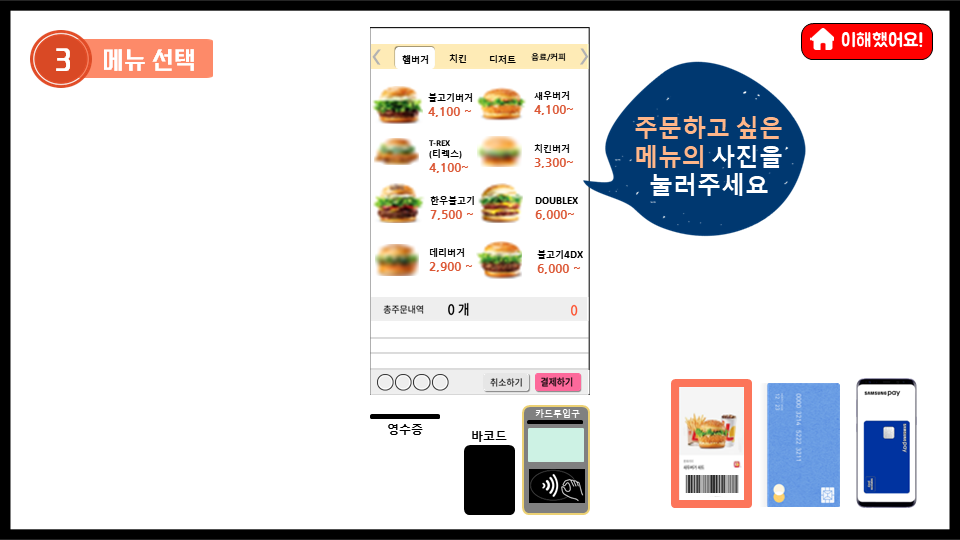 3 메뉴 선택
이해했어요!
햄버거 치킨 디저트 음료/커피
불고기버거
4,100 ~
새우버거
4,100~
T-REX
(티렉스)
4,100~
치킨버거
3,300~
한우불고기
7,500 ~
DOUBLEX
6,000~
데리버거
2,900 ~
불고기4DX
6,000 ~
총주문내역 0 개 0
취소하기 결제하기
주문하고 싶은
메뉴의 사진을
눌러주세요
영수증
바코드
카드투입구
0000 3214 5222 3211
SAMSUNG pay
SAMSUNG pay